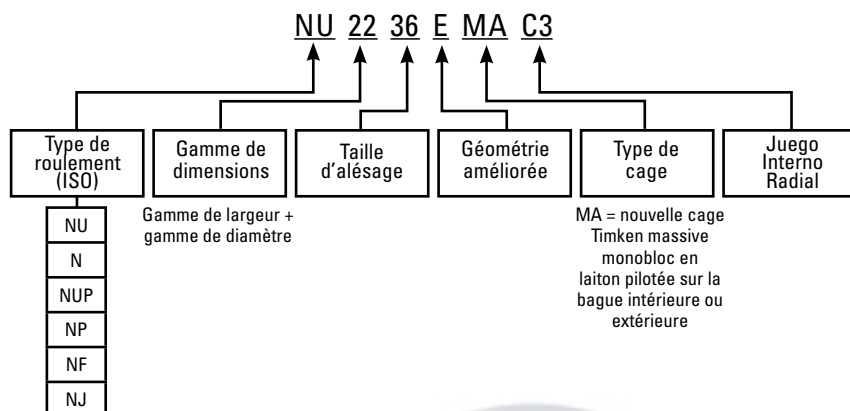 NU 22 36 E MA C3
Type de
roulement
(ISO)
Gamme de
dimensions
Taille
d'alésage
Géométrie
améliorée
Type de
cage
Juego
Interno
Radial
Gamme de largeur +
gamme de diamètre
MA = nouvelle cage
Timken massive
monobloc en
laiton pilotée sur la
bague intérieure ou
extérieure
NU
N
NUP
NP
NF
NJ